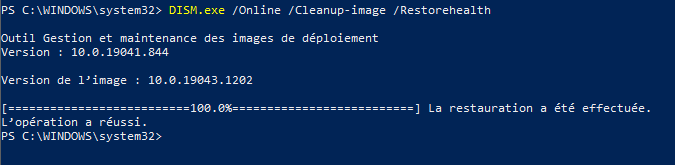 PS C:\WINDOWS\system32> DISM.exe /Online /Cleanup-image /Restorehealth
Outil Gestion et maintenance des images de déploiement
Version : 10.0.19041.844
Version de l’image : 10.0.19043.1202
[==========================100.0%==========================] La restauration a été effectuée.
L’opération a réussi.
PS C:\WINDOWS\system32>